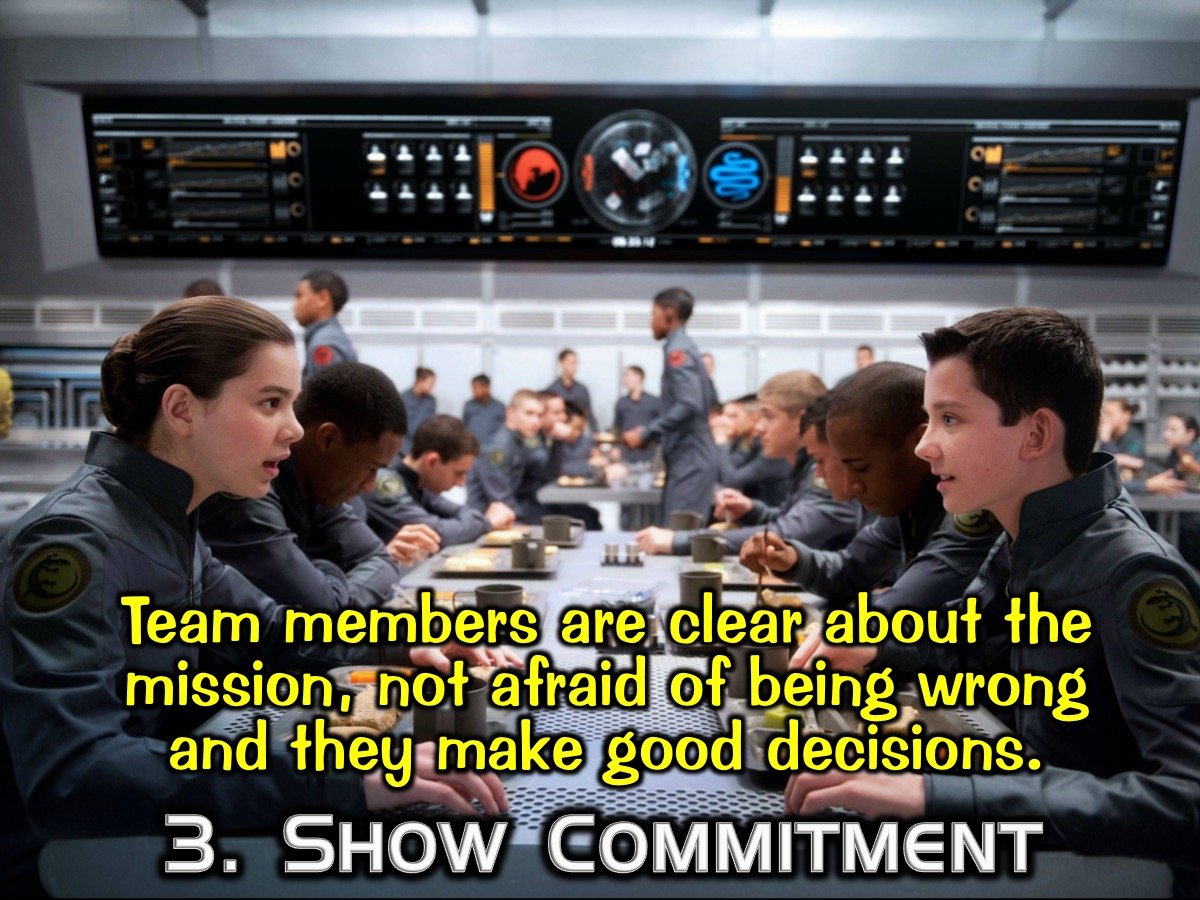 Team members are clear about the
mission, not afraid of being wrong
and they make good decisions.
3. Show Commitment